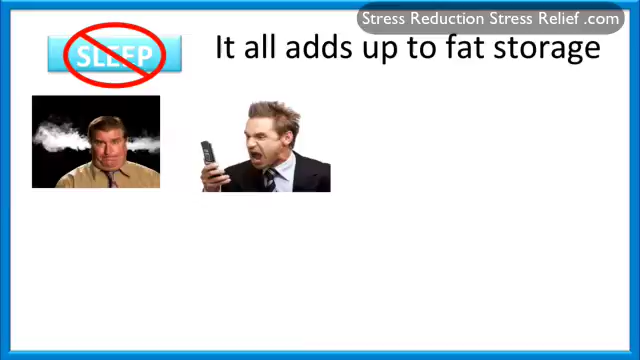 Stress Reduction Stress Relief .com
SLEEP
It all adds up to fat storage